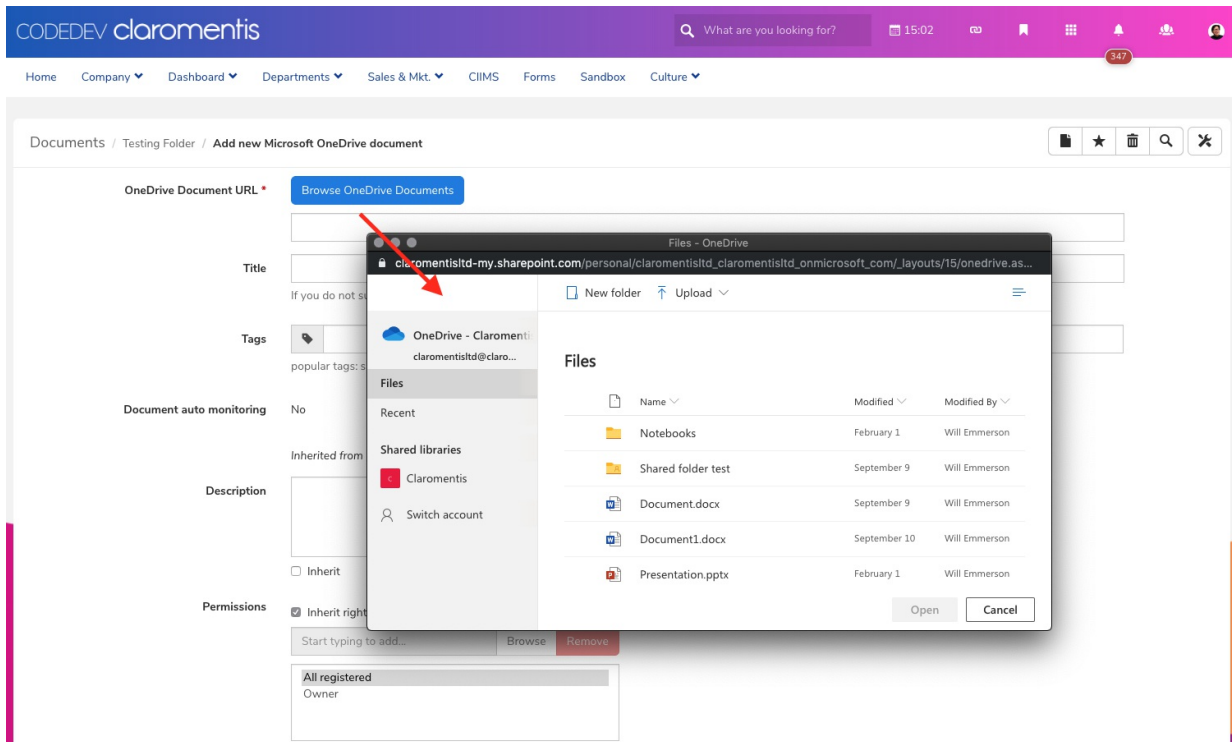 CODEDEV claromentis
What are you looking for?
15:02
347
Home Company Dashboard Departments Sales & Mkt. CIIMS Forms Sandbox Culture
Documents / Testing Folder / Add new Microsoft OneDrive document
OneDrive Document URL *
Browse OneDrive Documents
Title
If you do not
Tags
popular tags:
Document auto monitoring
No
Inherited from
Description
Inherit
Permissions
Inherit right
Start typing to add...
Browse
Remove
All registered
Owner
Files - OneDrive
claromentisltd-my.sharepoint.com/personal/claromentisltd_claromentisltd_onmicrosoft_com/_layouts/15/onedrive.as...
New folder
Upload
OneDrive - Claromenti
claromentisltd@claro...
Files
Recent
Shared libraries
Claromentis
Switch account
Files
Name Modified Modified By
Notebooks February 1 Will Emmerson
Shared folder test September 9 Will Emmerson
Document.docx September 9 Will Emmerson
Document1.docx September 10 Will Emmerson
Presentation.pptx February 1 Will Emmerson
Open
Cancel